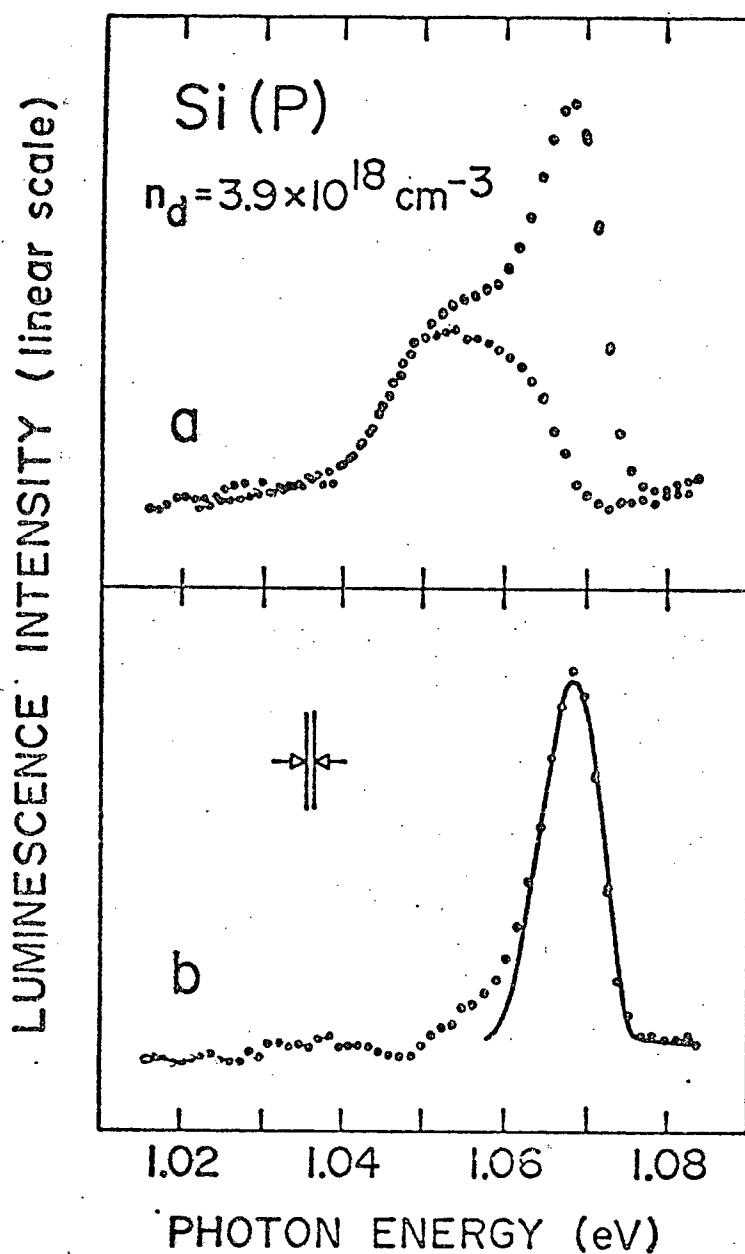 LUMINESCENCE INTENSITY (linear scale)
Si (P)
n_d = 3.9 × 10^18 cm^-3
a
b
1.02 1.04 1.06 1.08
PHOTON ENERGY (eV)